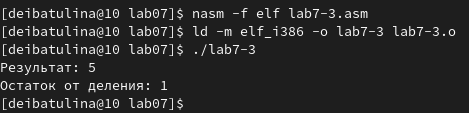 [deibatulina@10 lab07]$ nasm -f elf lab7-3.asm
[deibatulina@10 lab07]$ ld -m elf_i386 -o lab7-3 lab7-3.o
[deibatulina@10 lab07]$ ./lab7-3
Результат: 5
Остаток от деления: 1
[deibatulina@10 lab07]$